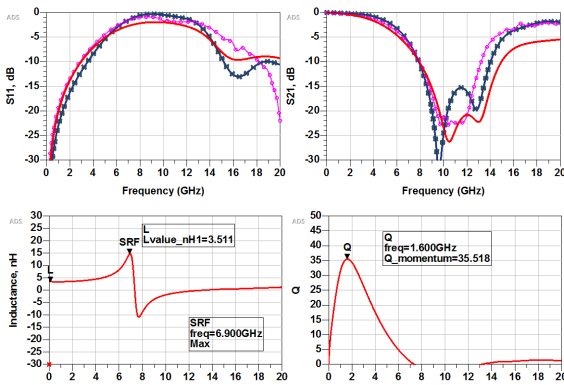 ADS
ADS
S11, dB
0
-5
-10
-15
-20
-25
-30
0 2 4 6 8 10 12 14 16 18 20
Frequency (GHz)
S21, dB
0
-5
-10
-15
-20
-25
-30
0 2 4 6 8 10 12 14 16 18 20
Frequency (GHz)
ADS
ADS
Inductance, nH
30
25
20
15
10
5
0
-5
-10
-15
-20
-25
-30
0 2 4 6 8 10 12 14 16 18 20
L
SRF
L
Lvalue_nH1=3.511
SRF
freq=6.900GHz
Max
Q
50
45
40
35
30
25
20
15
10
5
0
0 2 4 6 8 10 12 14 16 18 20
Q
Q
freq=1.600GHz
Q_momentum=35.518